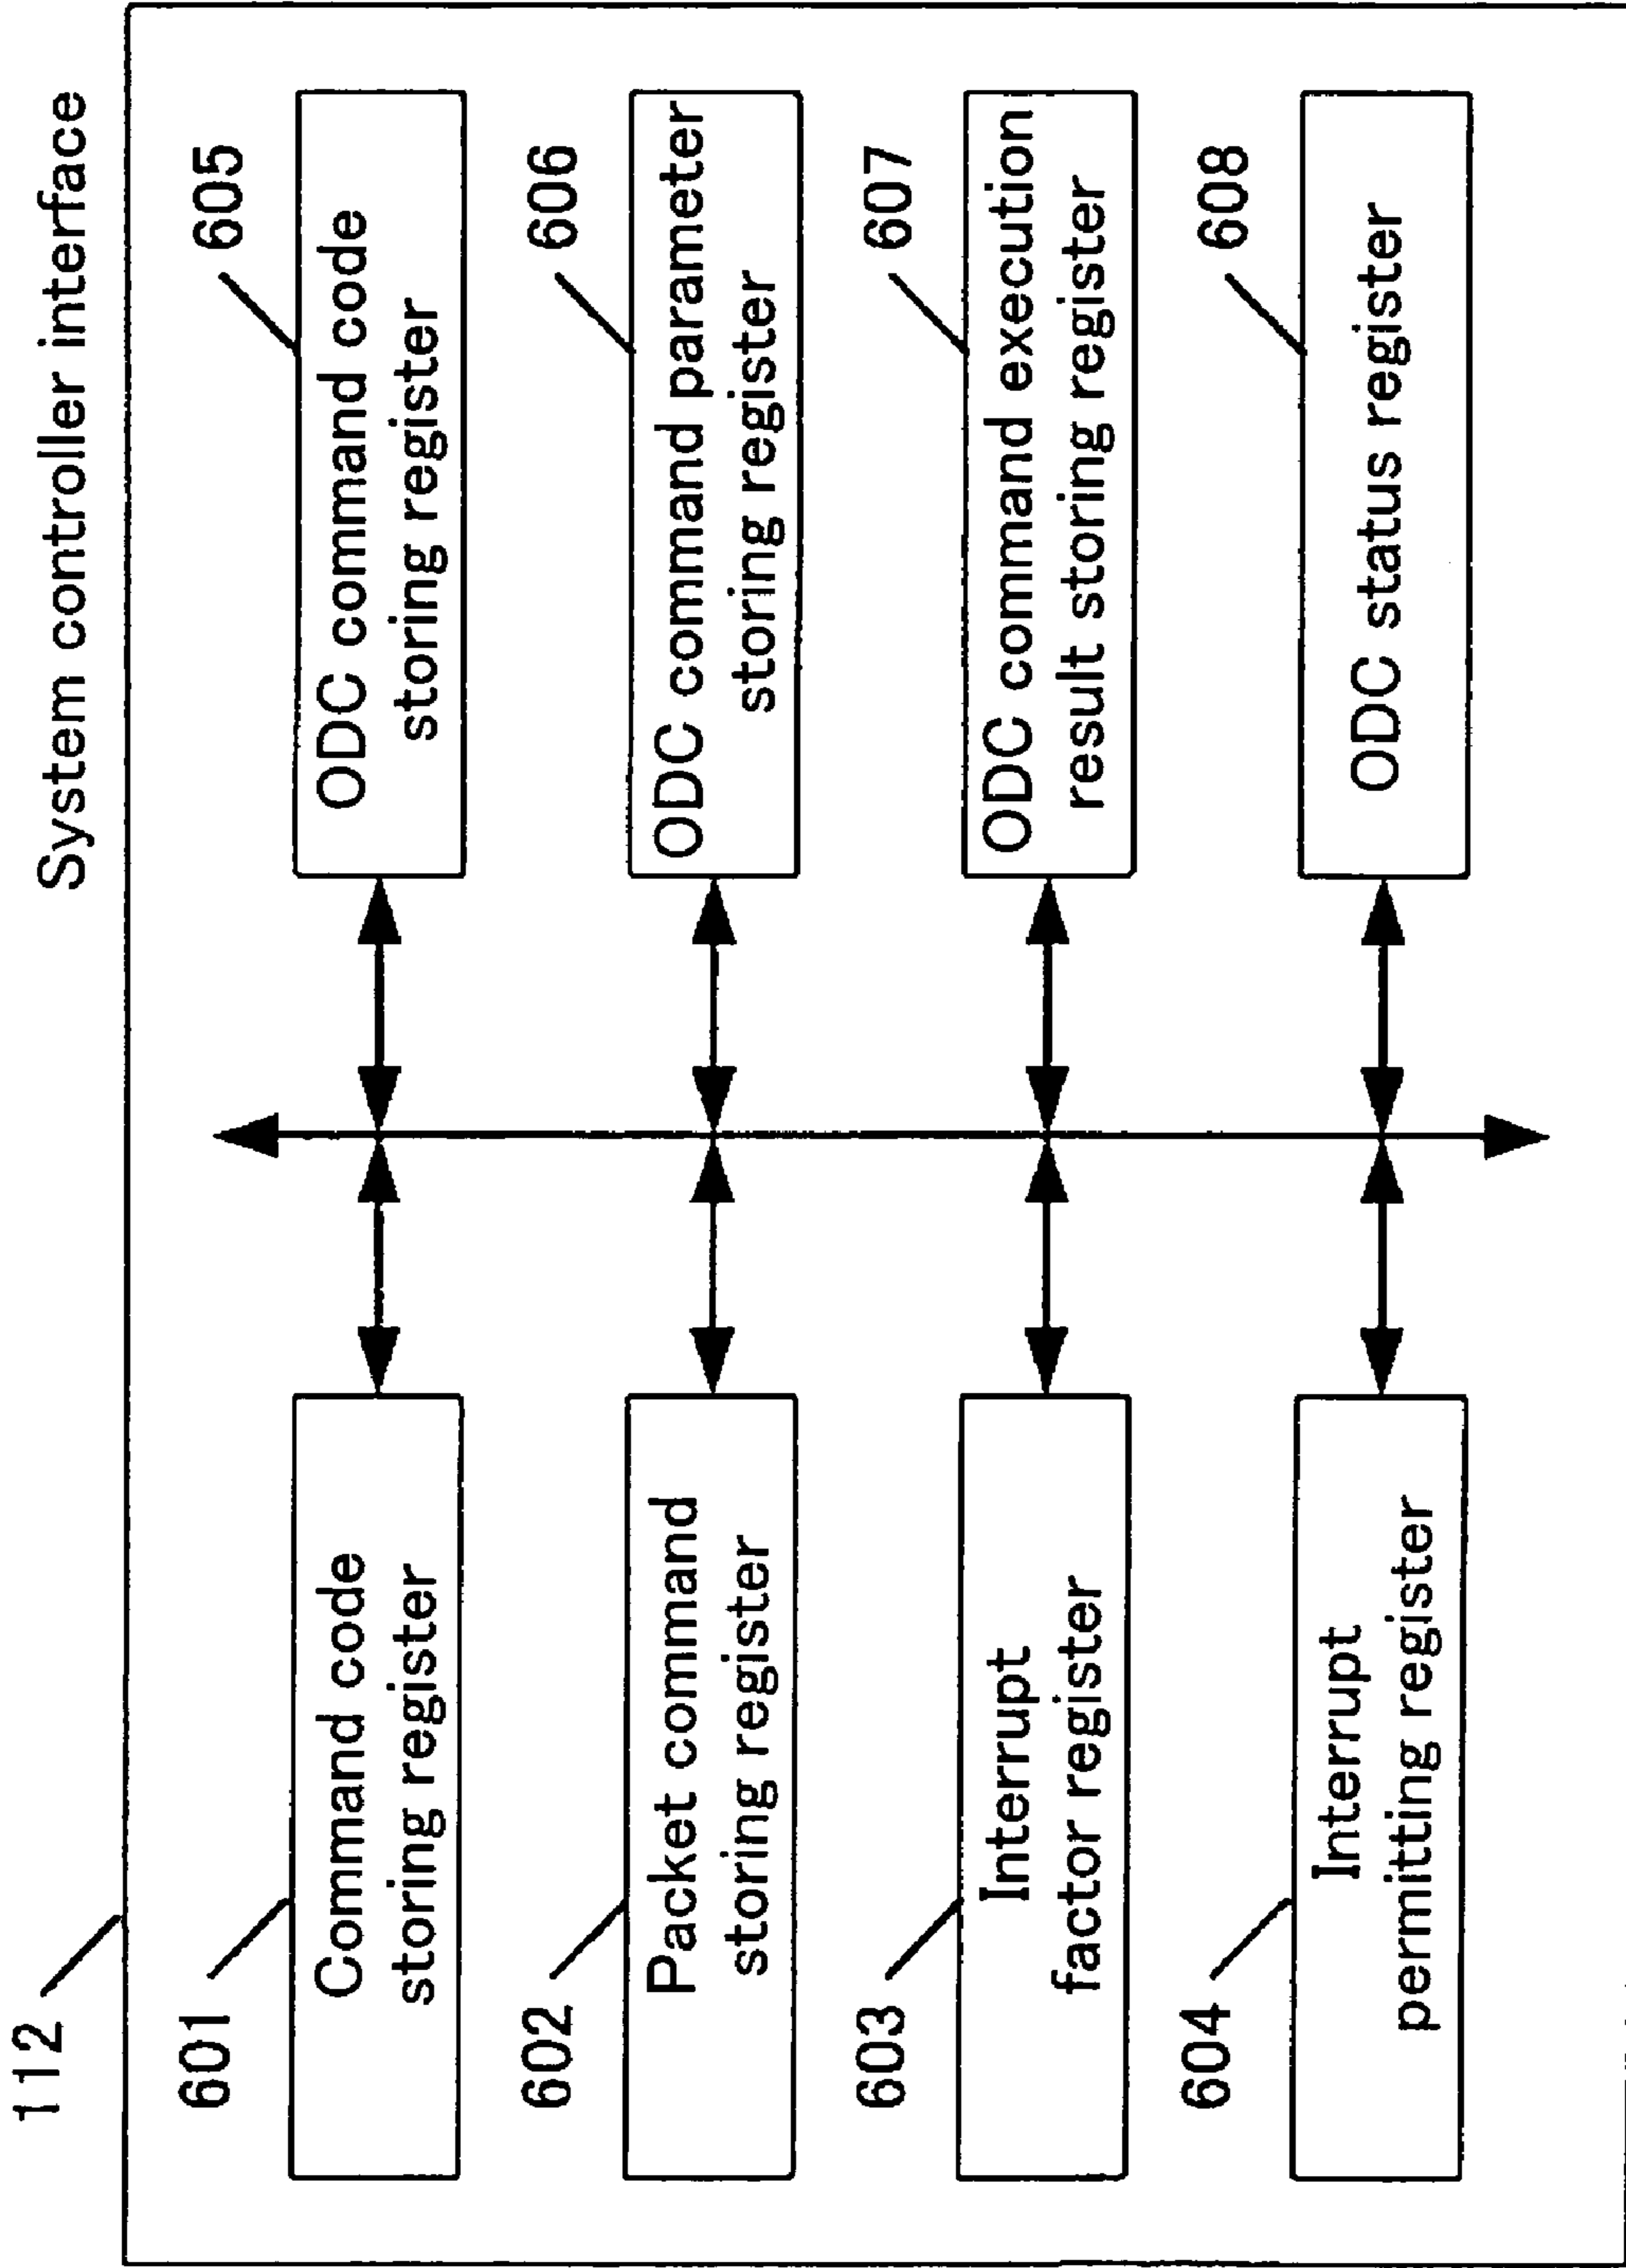 System controller interface
112
601
Command code
storing register
602
Packet command
storing register
603
Interrupt
factor register
604
Interrupt
permitting register
605
ODC command code
storing register
606
ODC command parameter
storing register
607
ODC command execution
result storing register
608
ODC status register